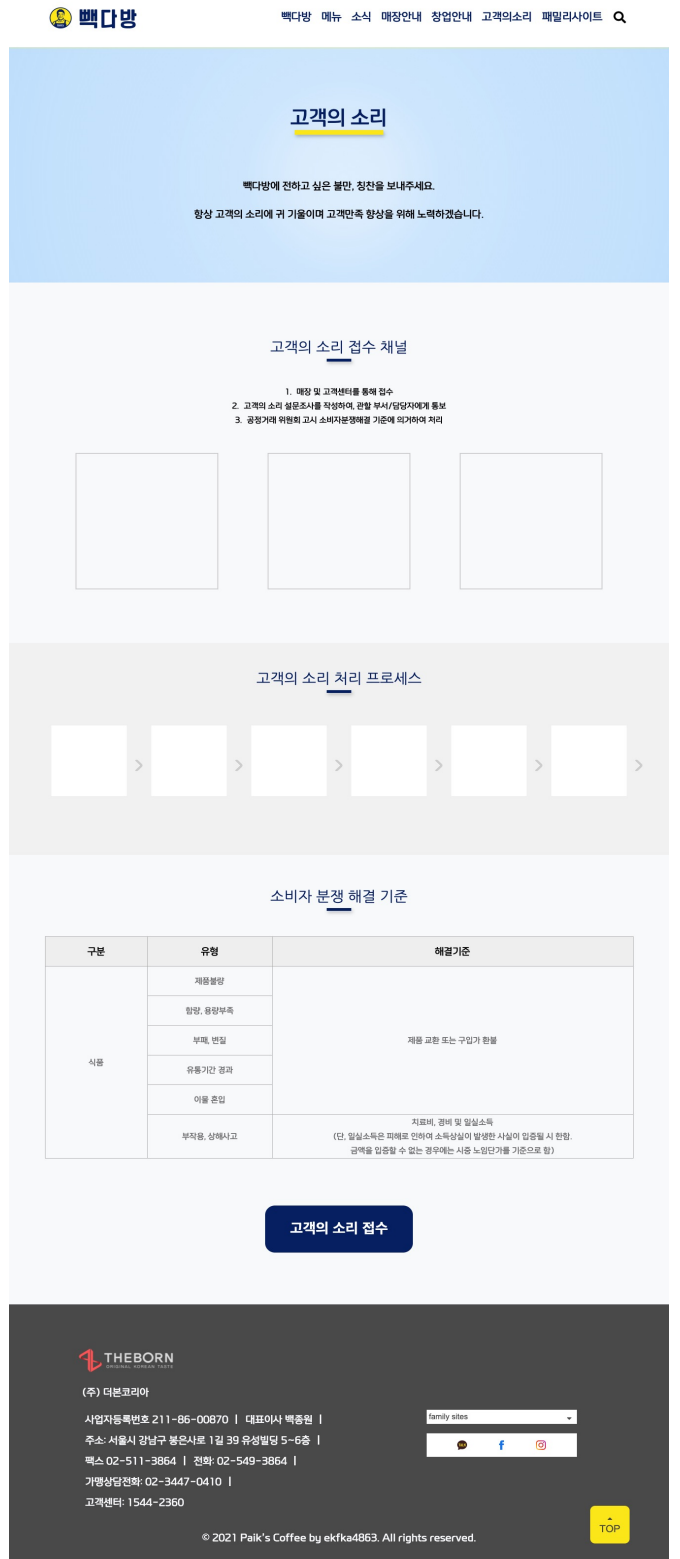 빽다방
빽다방 메뉴 소식 매장안내 창업안내 고객의소리 패밀리사이트
고객의 소리
빽다방에 전하고 싶은 불만, 칭찬을 보내주세요.
항상 고객의 소리에 귀 기울이며 고객만족 향상을 위해 노력하겠습니다.
고객의 소리 접수 채널
1. 매장 및 고객센터를 통해 접수
2. 고객의 소리 설문조사를 작성하여, 관할 부서/담당자에게 통보
3. 공정거래 위원회 고시 소비자분쟁해결 기준에 의거하여 처리
고객의 소리 처리 프로세스
소비자 분쟁 해결 기준
구분 유형 해결기준
식품
제품불량
함량, 용량부족
부패, 변질
유통기간 경과
이물 혼입
제품 교환 또는 구입가 환불
부작용, 상해사고
치료비, 경비 및 일실소득
(단, 일실소득은 피해로 인하여 소득상실이 발생한 사실이 입증될 시 한함.
금액을 입증할 수 없는 경우에는 시중 노임단가를 기준으로 함)
고객의 소리 접수
THEBORN
ORIGINAL KOREAN TASTE
(주) 더본코리아
사업자등록번호 211-86-00870 | 대표이사 백종원 |
주소: 서울시 강남구 봉은사로 1길 39 유성빌딩 5~6층 |
팩스 02-511-3864 | 전화: 02-549-3864 |
가맹상담전화: 02-3447-0410 |
고객센터: 1544-2360
family sites
TOP
© 2021 Paik's Coffee by ekfka4863. All rights reserved.